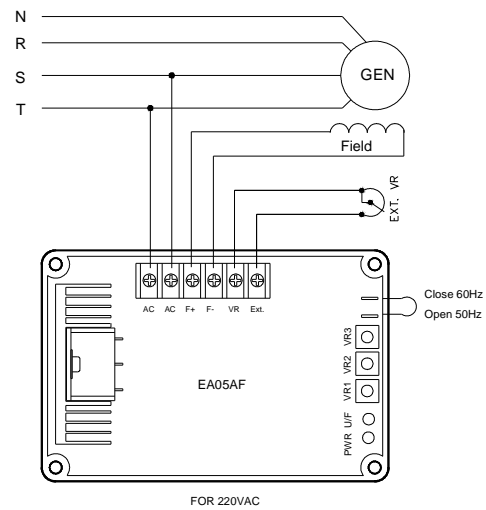 N
R
S
T
GEN
Field
EXT. VR
AC AC F+ F- VR Ext.
Close 60Hz
Open 50Hz
VR3
VR2
VR1
EA05AF
U/F
PWR
FOR 220VAC